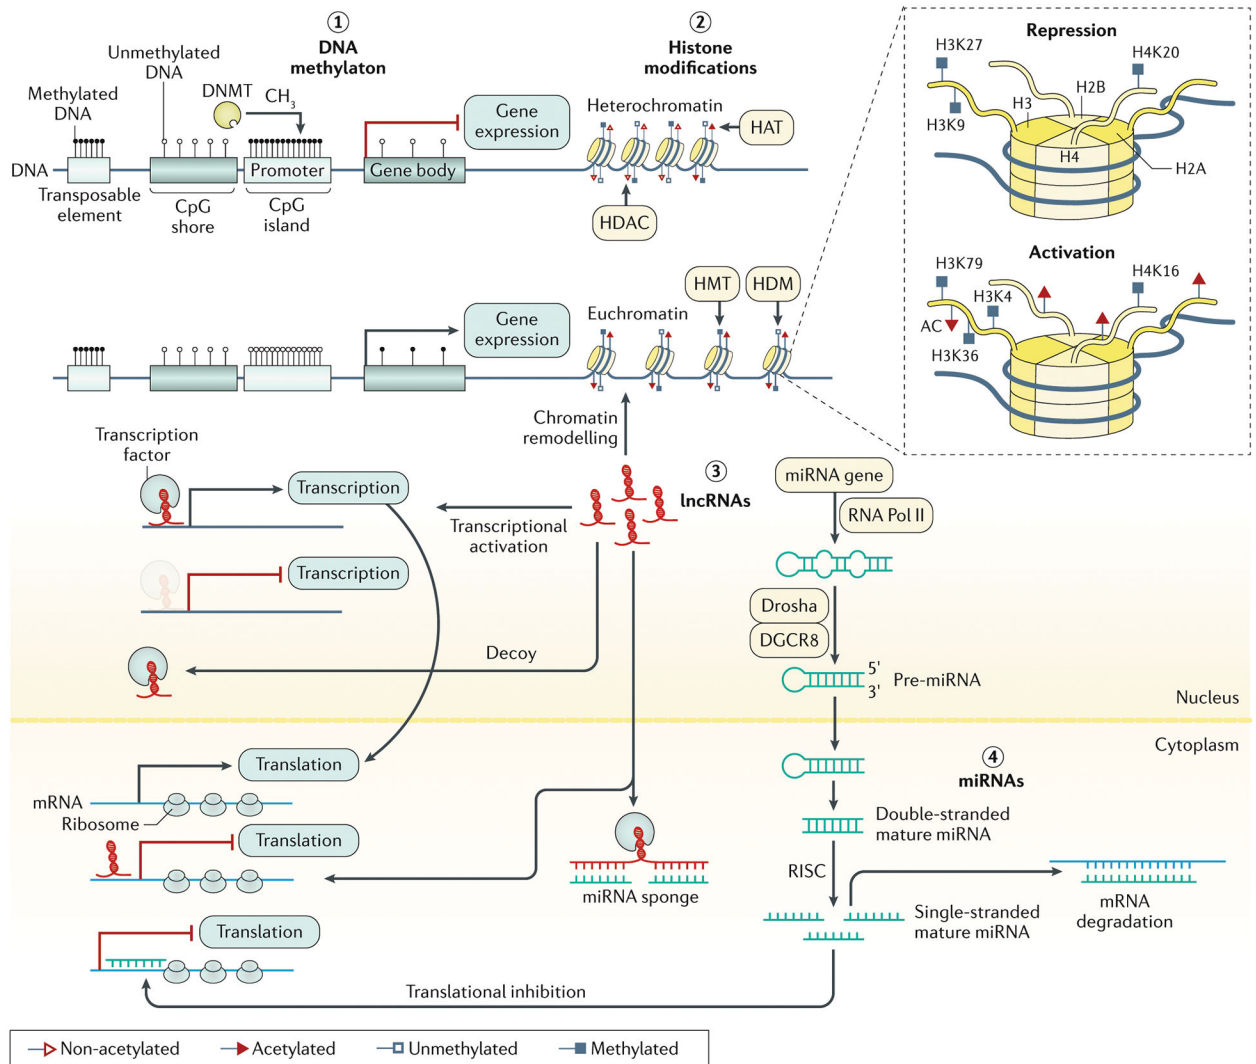 ①
DNA
methylaton
②
Histone
modifications
Unmethylated
DNA
DNMT
CH₃
Methylated
DNA
Gene
expression
Heterochromatin
HAT
DNA
Promoter
Gene body
Transposable
element
CpG
shore
CpG
island
HDAC
Repression
H3K27
H4K20
H2B
H3
H3K9
H4
H2A
Activation
H3K79
H4K16
H3K4
AC
H3K36
Gene
expression
Euchromatin
HMT
HDM
Chromatin
remodelling
Transcription
factor
Transcription
Transcriptional
activation
③
lncRNAs
Transcription
Decoy
miRNA gene
RNA Pol II
Drosha
DGCR8
5'
3'
Pre-miRNA
Nucleus
Cytoplasm
Translation
mRNA
Ribosome
Translation
miRNA sponge
④
miRNAs
Double-stranded
mature miRNA
RISC
Single-stranded
mature miRNA
mRNA
degradation
Translation
Translational inhibition
Non-acetylated
Acetylated
Unmethylated
Methylated